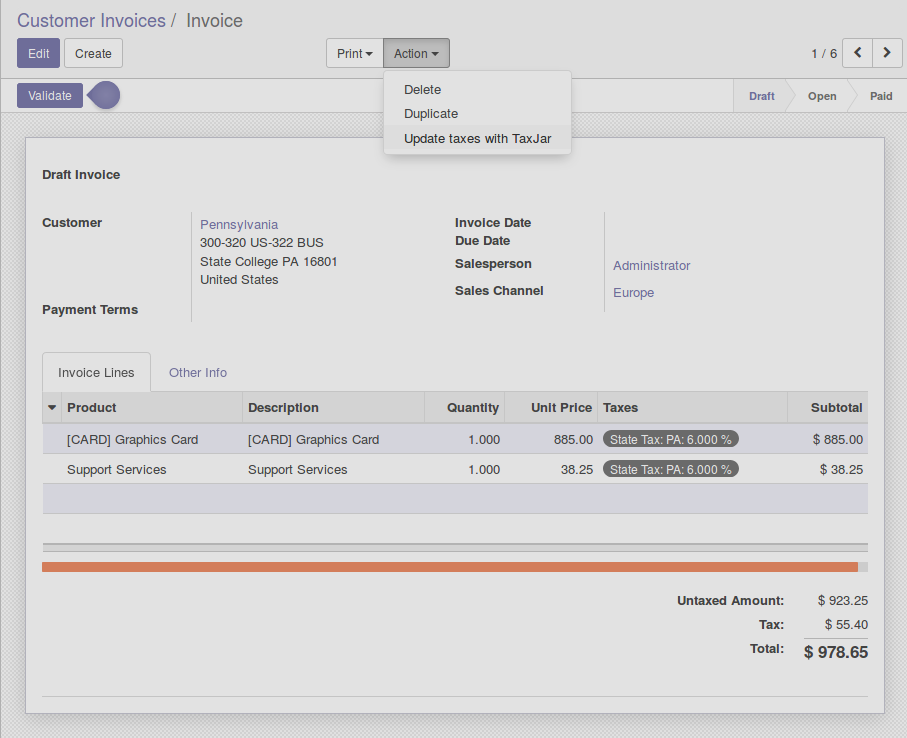 Customer Invoices / Invoice
Edit Create Print Action 1 / 6
Delete
Duplicate
Update taxes with TaxJar
Validate Draft Open Paid
Draft Invoice
Customer Pennsylvania
300-320 US-322 BUS
State College PA 16801
United States
Payment Terms
Invoice Date
Due Date
Salesperson Administrator
Sales Channel Europe
Invoice Lines Other Info
Product Description Quantity Unit Price Taxes Subtotal
[CARD] Graphics Card [CARD] Graphics Card 1.000 885.00 State Tax: PA: 6.000 % $ 885.00
Support Services Support Services 1.000 38.25 State Tax: PA: 6.000 % $ 38.25
Untaxed Amount: $ 923.25
Tax: $ 55.40
Total: $ 978.65